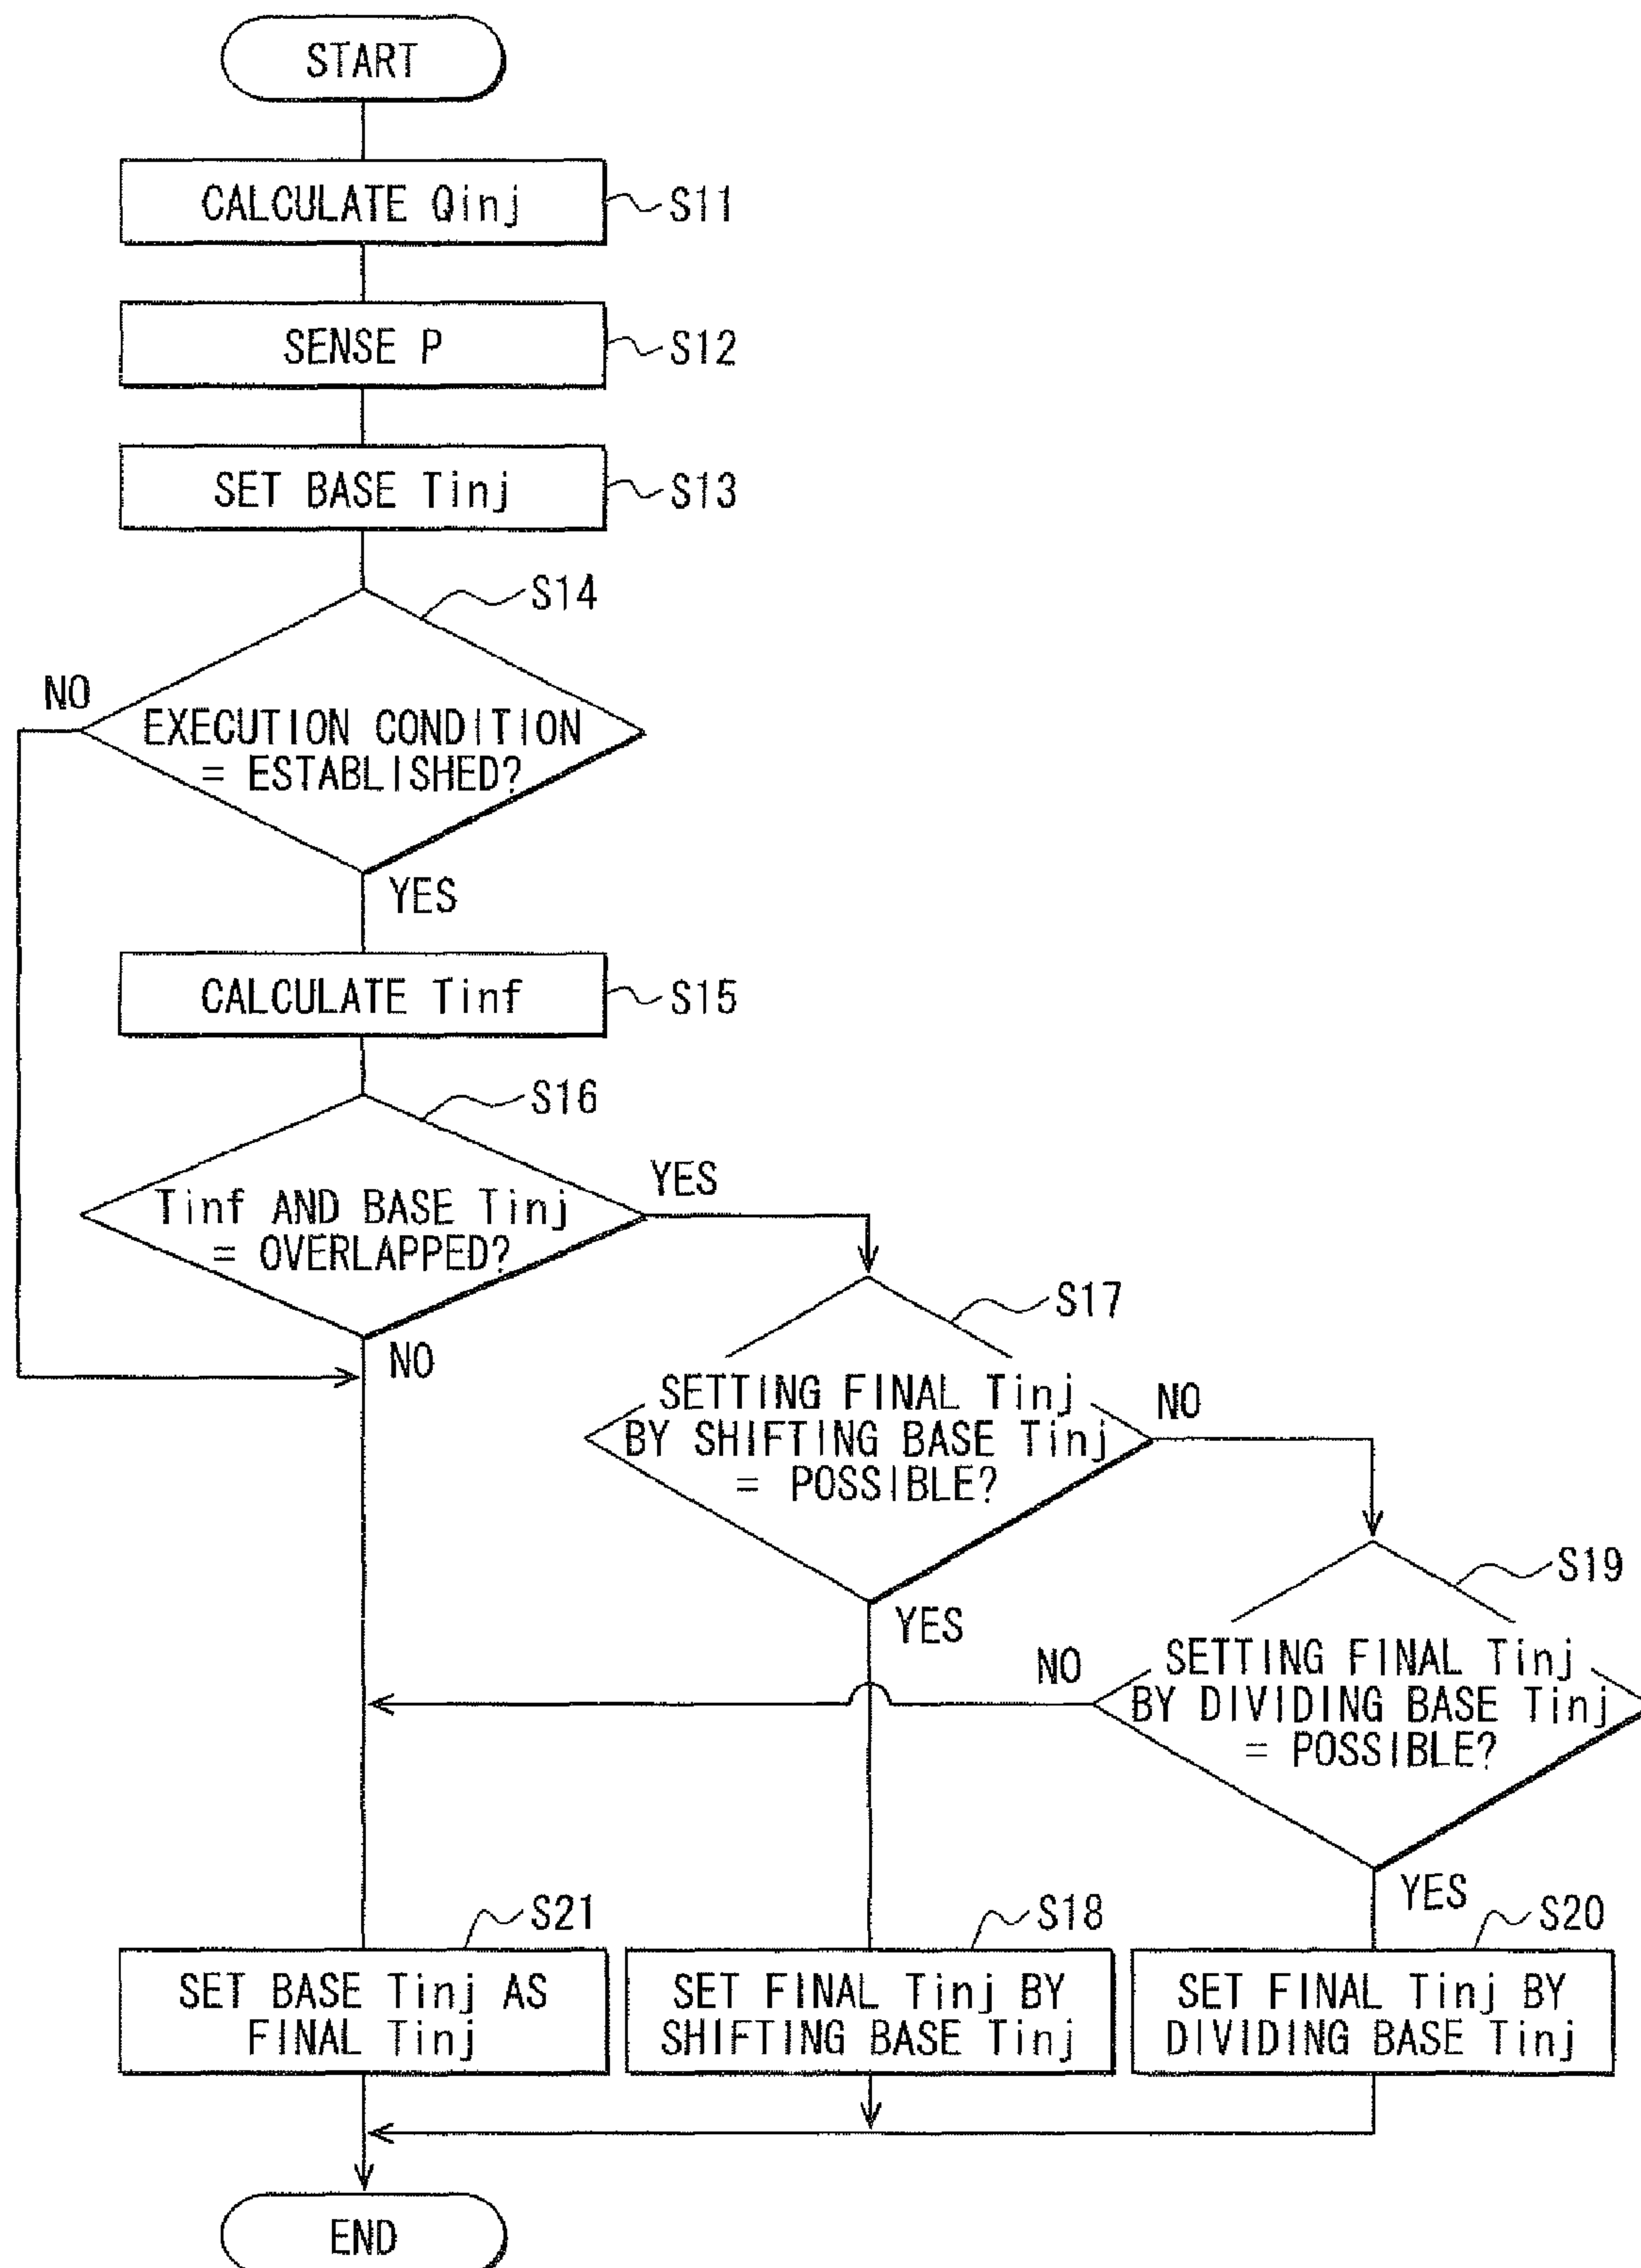 START
CALCULATE Qinj
S11
SENSE P
S12
SET BASE Tinj
S13
S14
NO
EXECUTION CONDITION
= ESTABLISHED?
YES
CALCULATE Tinf
S15
S16
YES
Tinf AND BASE Tinj
= OVERLAPPED?
NO
S17
SETTING FINAL Tinj
BY SHIFTING BASE Tinj
= POSSIBLE?
NO
YES
S19
NO
SETTING FINAL Tinj
BY DIVIDING BASE Tinj
= POSSIBLE?
YES
S21
SET BASE Tinj AS
FINAL Tinj
S18
SET FINAL Tinj BY
SHIFTING BASE Tinj
S20
SET FINAL Tinj BY
DIVIDING BASE Tinj
END